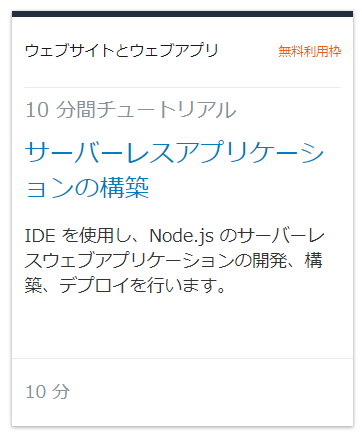 ウェブサイトとウェブアプリ 無料利用枠
10 分間チュートリアル
サーバーレスアプリケーシ
ョンの構築
IDE を使用し、Node.js のサーバーレ
スウェブアプリケーションの開発、構
築、デプロイを行います。
10 分